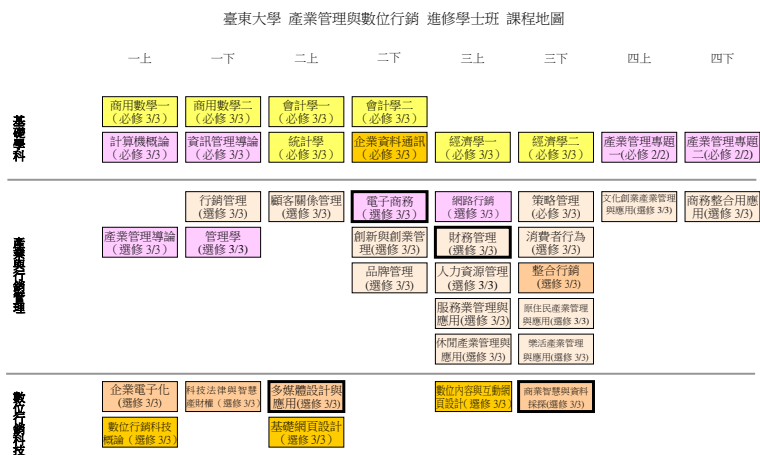 臺東大學 產業管理與數位行銷 進修學士班 課程地圖
一上 一下 二上 二下 三上 三下 四上 四下
基礎學科
商用數學一
（必修 3/3）
商用數學二
（必修 3/3）
會計學一
（必修 3/3）
會計學二
（必修 3/3）
計算機概論
（必修 3/3）
資訊管理導論
（必修 3/3）
統計學
（必修 3/3）
企業資料通訊
（必修 3/3）
經濟學一
（必修 3/3）
經濟學二
（必修 3/3）
產業管理專題
一(必修 2/2)
產業管理專題
二(必修 2/2)
產業與行銷管理
行銷管理
(選修 3/3)
顧客關係管理
(選修 3/3)
電子商務
（選修 3/3）
網路行銷
（選修 3/3）
策略管理
(必修 3/3)
文化創業產業管理
與應用(選修 3/3)
商務整合用應
用(選修 3/3)
產業管理導論
（選修 3/3）
管理學
(選修 3/3)
創新與創業管
理(選修 3/3)
財務管理
(選修 3/3)
消費者行為
(選修 3/3)
品牌管理
(選修 3/3)
人力資源管理
(選修 3/3)
整合行銷
(選修 3/3)
服務業管理與
應用(選修 3/3)
原住民產業管理
與應用(選修 3/3)
休閒產業管理與
應用(選修 3/3)
樂活產業管理
與應用(選修 3/3)
數位行銷科技
企業電子化
(選修 3/3)
科技法律與智慧
產財權（選修 3/3）
多媒體設計與
應用(選修 3/3)
數位內容與互動網
頁設計(選修 3/3)
商業智慧與資料
採探(選修 3/3)
數位行銷科技
概論（選修 3/3）
基礎網頁設計
（選修 3/3）